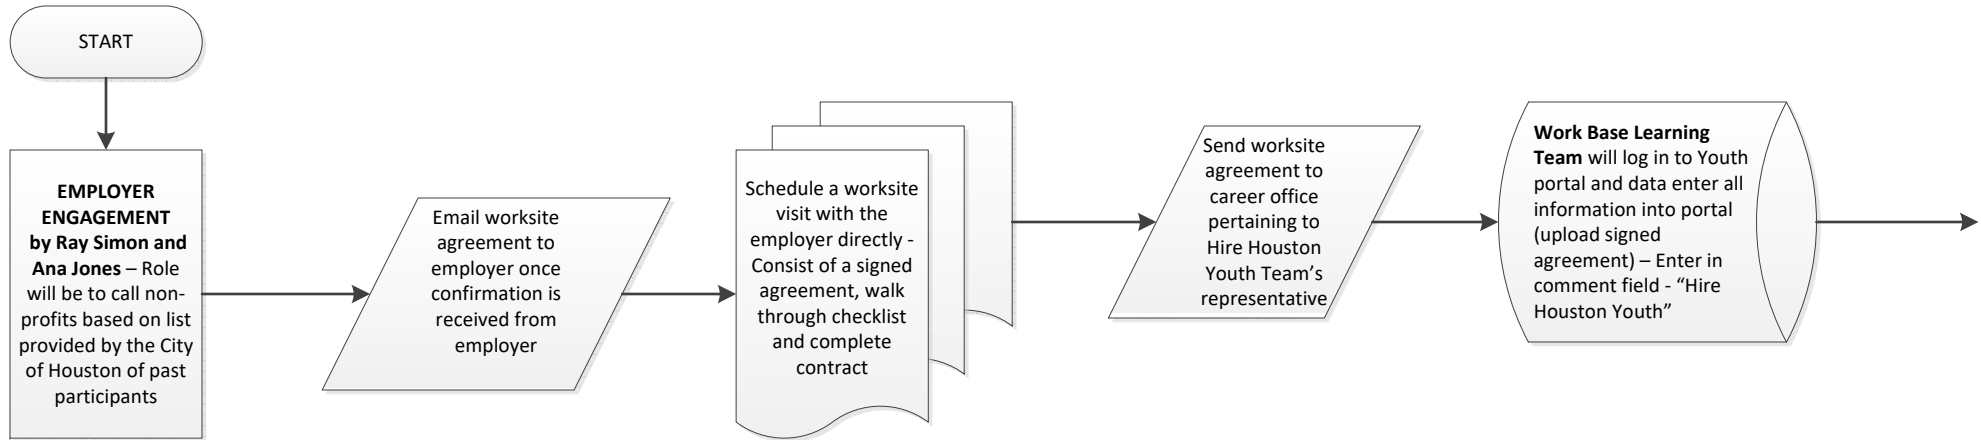 START
EMPLOYER
ENGAGEMENT
by Ray Simon and
Ana Jones – Role
will be to call non-
profits based on list
provided by the City
of Houston of past
participants
Email worksite
agreement to
employer once
confirmation is
received from
employer
Schedule a worksite
visit with the
employer directly -
Consist of a signed
agreement, walk
through checklist
and complete
contract
Send worksite
agreement to
career office
pertaining to
Hire Houston
Youth Team’s
representative
Work Base Learning
Team will log in to Youth
portal and data enter all
information into portal
(upload signed
agreement) – Enter in
comment field - “Hire
Houston Youth”